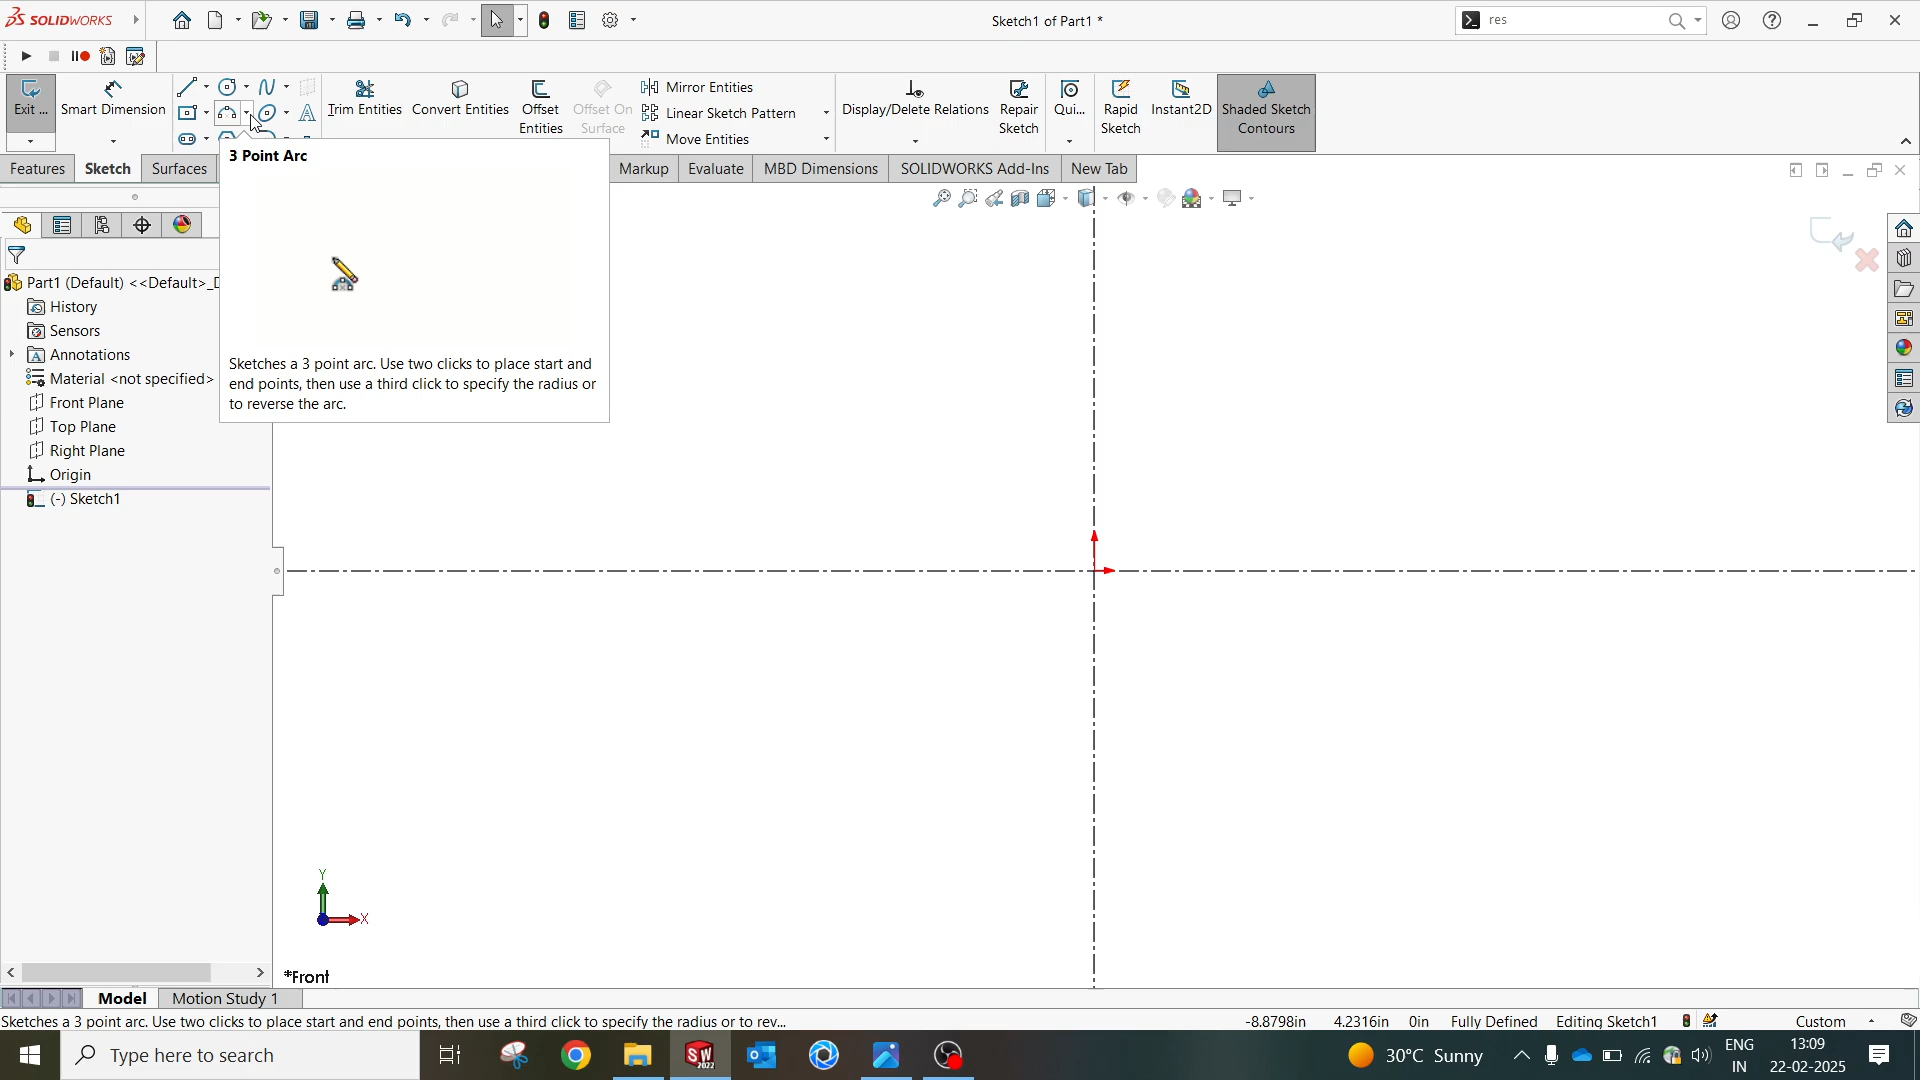 SOLIDWORKS
Sketch1 of Part1 *
res
Exit ...
Smart Dimension
Trim Entities
Convert Entities
Offset
Entities
Offset On
Surface
Mirror Entities
Linear Sketch Pattern
Move Entities
Display/Delete Relations
Repair
Sketch
Qui...
Rapid
Sketch
Instant2D
Shaded Sketch
Contours
Features
Sketch
Surfaces
Markup
Evaluate
MBD Dimensions
SOLIDWORKS Add-Ins
New Tab
3 Point Arc
Sketches a 3 point arc. Use two clicks to place start and
end points, then use a third click to specify the radius or
to reverse the arc.
Part1 (Default) <<Default>_D
History
Sensors
Annotations
Material <not specified>
Front Plane
Top Plane
Right Plane
Origin
(-) Sketch1
Y
X
*Front
Model
Motion Study 1
Sketches a 3 point arc. Use two clicks to place start and end points, then use a third click to specify the radius or to rev...
-8.8798in
4.2316in
0in
Fully Defined
Editing Sketch1
Custom
Type here to search
SW
2022
30°C Sunny
ENG
IN
13:09
22-02-2025